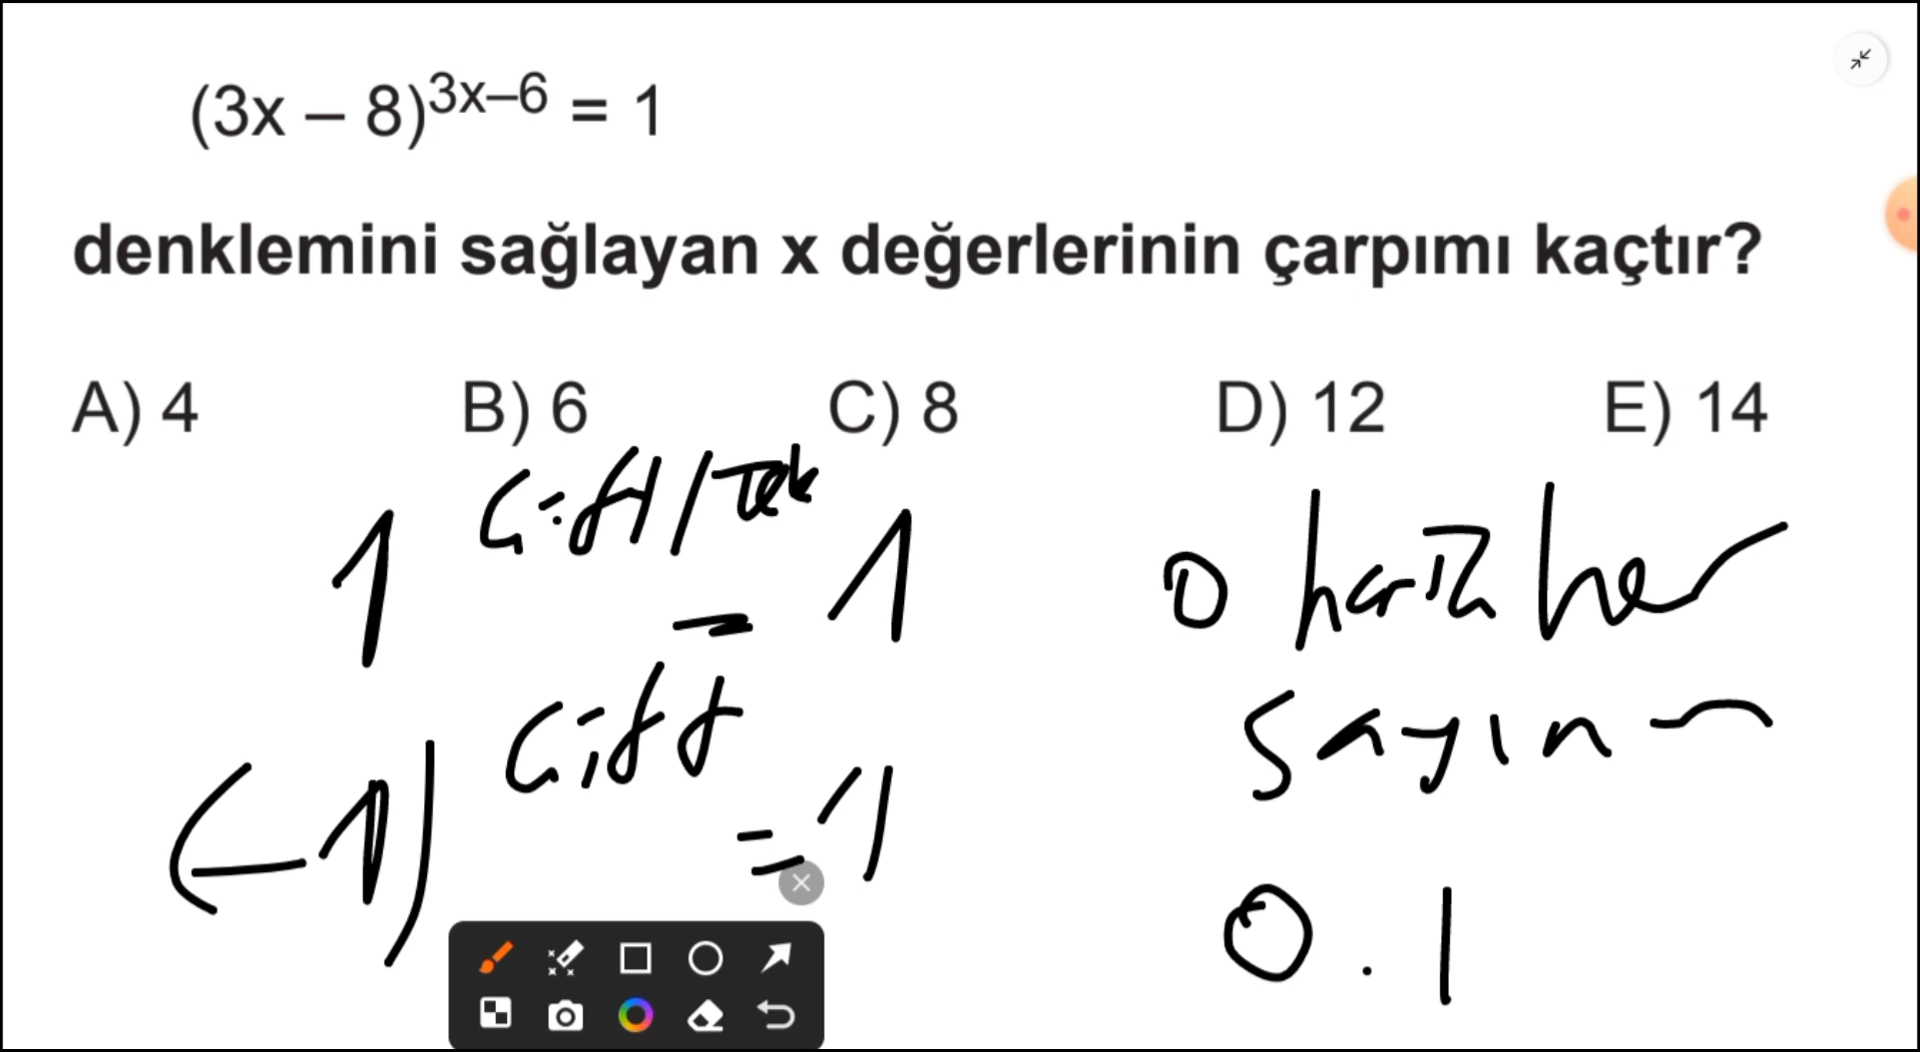 (3x – 8)^3x–6 = 1
denklemini sağlayan x değerlerinin çarpımı kaçtır?
A) 4 B) 6 C) 8 D) 12 E) 14
1 Çift/Tek = 1
0 hariç her
(-1) Çift = 1
sayın
0. 1